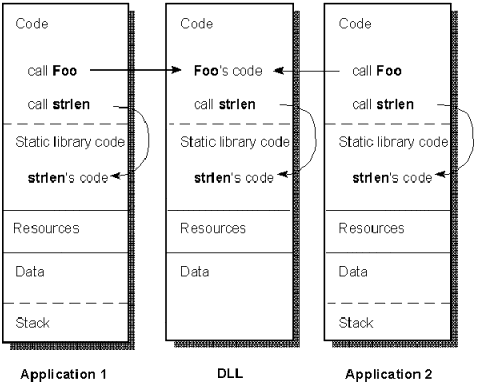 Code
call Foo
call strlen
Static library code
strlen's code
Resources
Data
Stack
Application 1
Code
Foo's code
call strlen
Static library code
strlen's code
Resources
Data
DLL
Code
call Foo
call strlen
Static library code
strlen's code
Resources
Data
Stack
Application 2